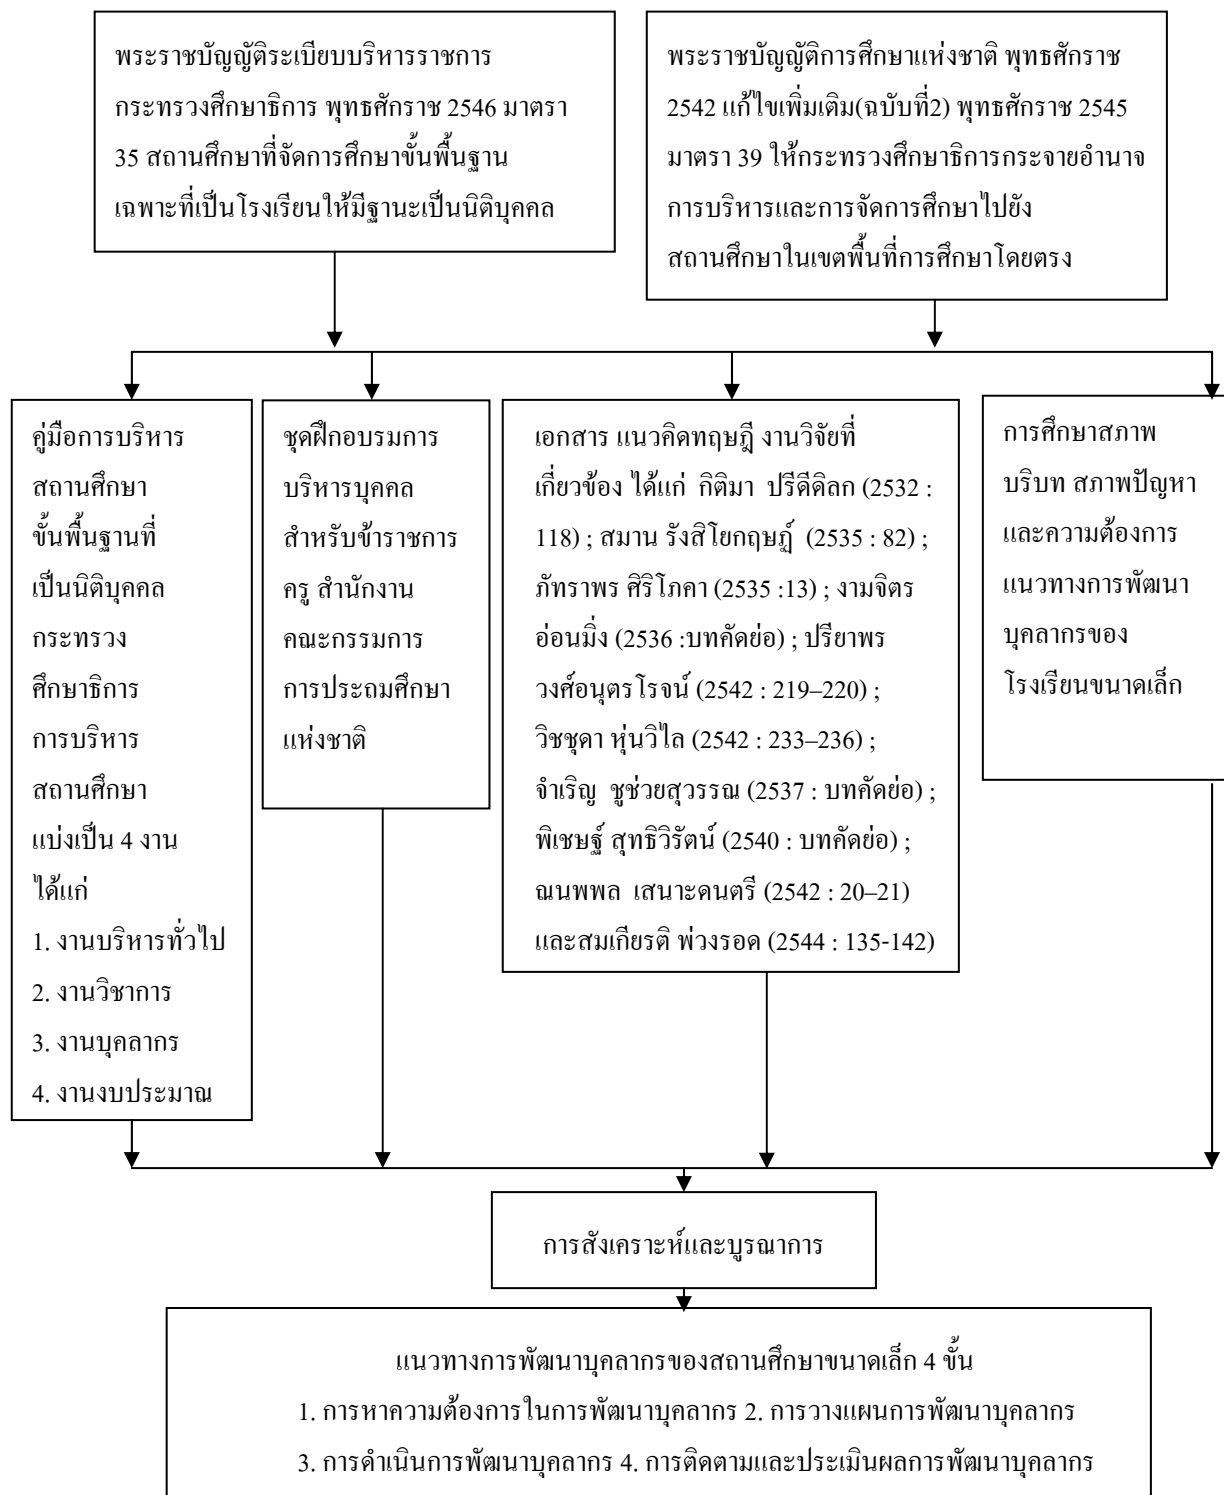 พระราชบัญญัติระเบียบบริหารราชการ
กระทรวงศึกษาธิการ พุทธศักราช 2546 มาตรา
35 สถานศึกษาที่จัดการศึกษาขั้นพื้นฐาน
เฉพาะที่เป็นโรงเรียนให้มีฐานะเป็นนิติบุคคล
พระราชบัญญัติการศึกษาแห่งชาติ พุทธศักราช
2542 แก้ไขเพิ่มเติม(ฉบับที่2) พุทธศักราช 2545
มาตรา 39 ให้กระทรวงศึกษาธิการกระจายอำนาจ
การบริหารและการจัดการศึกษาไปยัง
สถานศึกษาในเขตพื้นที่การศึกษาโดยตรง
คู่มือการบริหาร
สถานศึกษา
ขั้นพื้นฐานที่
เป็นนิติบุคคล
กระทรวง
ศึกษาธิการ
การบริหาร
สถานศึกษา
แบ่งเป็น 4 งาน
ได้แก่
1. งานบริหารทั่วไป
2. งานวิชาการ
3. งานบุคลากร
4. งานงบประมาณ
ชุดฝึกอบรมการ
บริหารบุคคล
สำหรับข้าราชการ
ครู สำนักงาน
คณะกรรมการ
การประถมศึกษา
แห่งชาติ
เอกสาร แนวคิดทฤษฎี งานวิจัยที่
เกี่ยวข้อง ได้แก่ กิติมา ปรีดีดิลก (2532 :
118) ; สมาน รังสิโยกฤษฎ์ (2535 : 82) ;
ภัทราพร ศิริโภคา (2535 :13) ; งามจิตร
อ่อนมิ่ง (2536 :บทคัดย่อ) ; ปรียาพร
วงศ์อนุตรโรจน์ (2542 : 219–220) ;
วิชชุดา หุ่นวิไล (2542 : 233–236) ;
จำเริญ ชูช่วยสุวรรณ (2537 : บทคัดย่อ) ;
พิเชษฐ์ สุทธิวิรัตน์ (2540 : บทคัดย่อ) ;
ณนพพล เสนาะดนตรี (2542 : 20–21)
และสมเกียรติ พ่วงรอด (2544 : 135-142)
การศึกษาสภาพ
บริบท สภาพปัญหา
และความต้องการ
แนวทางการพัฒนา
บุคลากรของ
โรงเรียนขนาดเล็ก
การสังเคราะห์และบูรณาการ
แนวทางการพัฒนาบุคลากรของสถานศึกษาขนาดเล็ก 4 ขั้น
1. การหาความต้องการในการพัฒนาบุคลากร 2. การวางแผนการพัฒนาบุคลากร
3. การดำเนินการพัฒนาบุคลากร 4. การติดตามและประเมินผลการพัฒนาบุคลากร